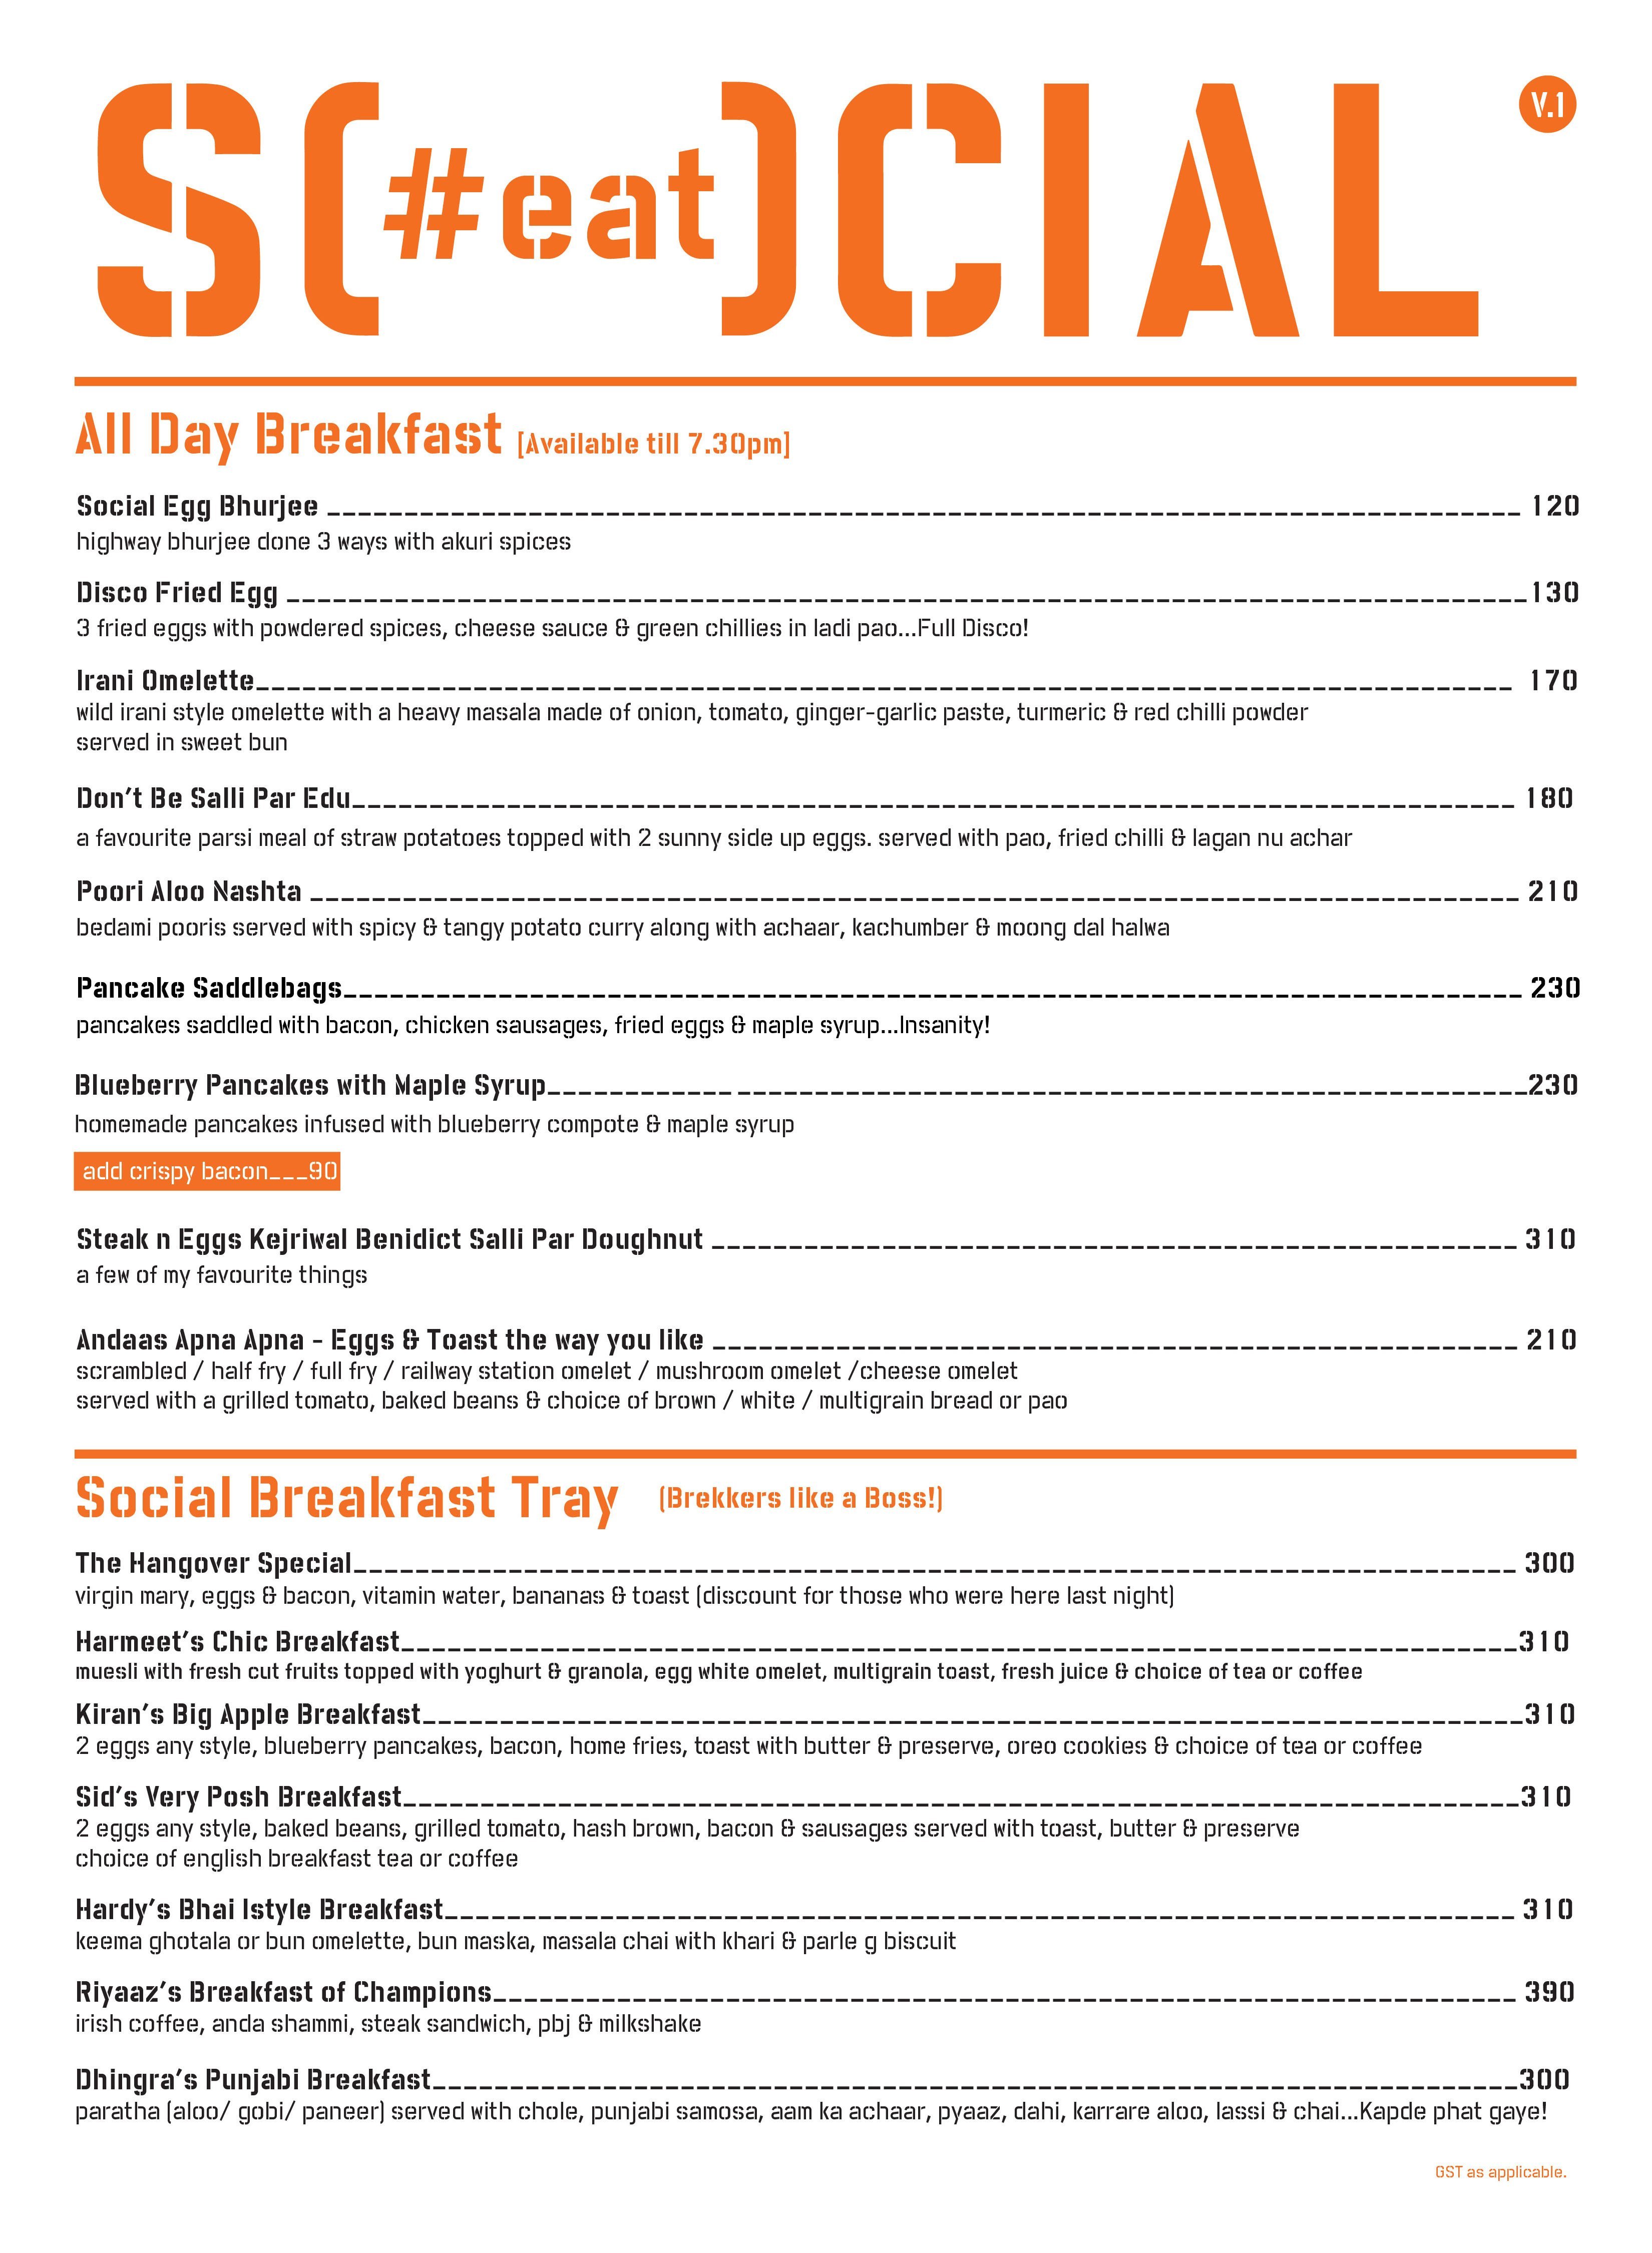 S(#eat)CIAL
V.1
All Day Breakfast [Available till 7.30pm]
Social Egg Bhurjee 120
highway bhurjee done 3 ways with akuri spices
Disco Fried Egg 130
3 fried eggs with powdered spices, cheese sauce & green chillies in ladi pao...Full Disco!
Irani Omelette 170
wild irani style omelette with a heavy masala made of onion, tomato, ginger-garlic paste, turmeric & red chilli powder
served in sweet bun
Don't Be Salli Par Edu 180
a favourite parsi meal of straw potatoes topped with 2 sunny side up eggs. served with pao, fried chilli & lagan nu achar
Poori Aloo Nashta 210
bedami pooris served with spicy & tangy potato curry along with achaar, kachumber & moong dal halwa
Pancake Saddlebags 230
pancakes saddled with bacon, chicken sausages, fried eggs & maple syrup...Insanity!
Blueberry Pancakes with Maple Syrup 230
homemade pancakes infused with blueberry compote & maple syrup
add crispy bacon___90
Steak n Eggs Kejriwal Benidict Salli Par Doughnut 310
a few of my favourite things
Andaas Apna Apna - Eggs & Toast the way you like 210
scrambled / half fry / full fry / railway station omelet / mushroom omelet /cheese omelet
served with a grilled tomato, baked beans & choice of brown / white / multigrain bread or pao
Social Breakfast Tray (Brekkers like a Boss!)
The Hangover Special 300
virgin mary, eggs & bacon, vitamin water, bananas & toast (discount for those who were here last night)
Harmeet's Chic Breakfast 310
muesli with fresh cut fruits topped with yoghurt & granola, egg white omelet, multigrain toast, fresh juice & choice of tea or coffee
Kiran's Big Apple Breakfast 310
2 eggs any style, blueberry pancakes, bacon, home fries, toast with butter & preserve, oreo cookies & choice of tea or coffee
Sid's Very Posh Breakfast 310
2 eggs any style, baked beans, grilled tomato, hash brown, bacon & sausages served with toast, butter & preserve
choice of english breakfast tea or coffee
Hardy's Bhai Istyle Breakfast 310
keema ghotala or bun omelette, bun maska, masala chai with khari & parle g biscuit
Riyaaz's Breakfast of Champions 390
irish coffee, anda shammi, steak sandwich, pbj & milkshake
Dhingra's Punjabi Breakfast 300
paratha (aloo/ gobi/ paneer) served with chole, punjabi samosa, aam ka achaar, pyaaz, dahi, karrare aloo, lassi & chai...Kapde phat gaye!
GST as applicable.